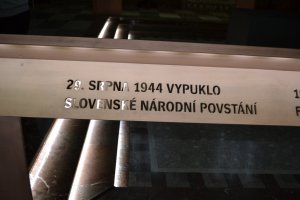 29. SRPNA 1944 VYPUKLO
SLOVENSKÉ NÁRODNÍ POVSTÁNÍ